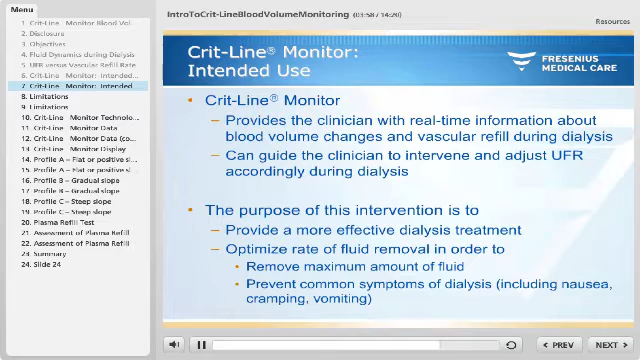 Menu
IntroToCrit-LineBloodVolumeMonitoring
(03:58 / 14:20)
Resources
1. Crit-Line Monitor Blood Vol...
2. Disclosure
3. Objectives
4. Fluid Dynamics during Dialysis
5. UFR versus Vascular Refill Rate
6. Crit-Line Monitor: Intended...
7. Crit-Line Monitor: Intended
8. Limitations
9. Limitations
10. Crit-Line Monitor Technolo...
11. Crit-Line Monitor Data
12. Crit-Line Monitor Data (co...
13. Crit-Line Monitor Display
14. Profile A – Flat or positive sl...
15. Profile A – Flat or positive sl...
16. Profile B – Gradual slope
17. Profile B – Gradual slope
18. Profile C – Steep slope
19. Profile C – Steep slope
20. Plasma Refill Test
21. Assessment of Plasma Refill
22. Assessment of Plasma Refill
23. Summary
24. Slide 24
Crit-Line® Monitor:
Intended Use
FRESENIUS
MEDICAL CARE
• Crit-Line® Monitor
– Provides the clinician with real-time information about
blood volume changes and vascular refill during dialysis
– Can guide the clinician to intervene and adjust UFR
accordingly during dialysis
• The purpose of this intervention is to
– Provide a more effective dialysis treatment
– Optimize rate of fluid removal in order to
• Remove maximum amount of fluid
• Prevent common symptoms of dialysis (including nausea,
cramping, vomiting)
PREV
NEXT